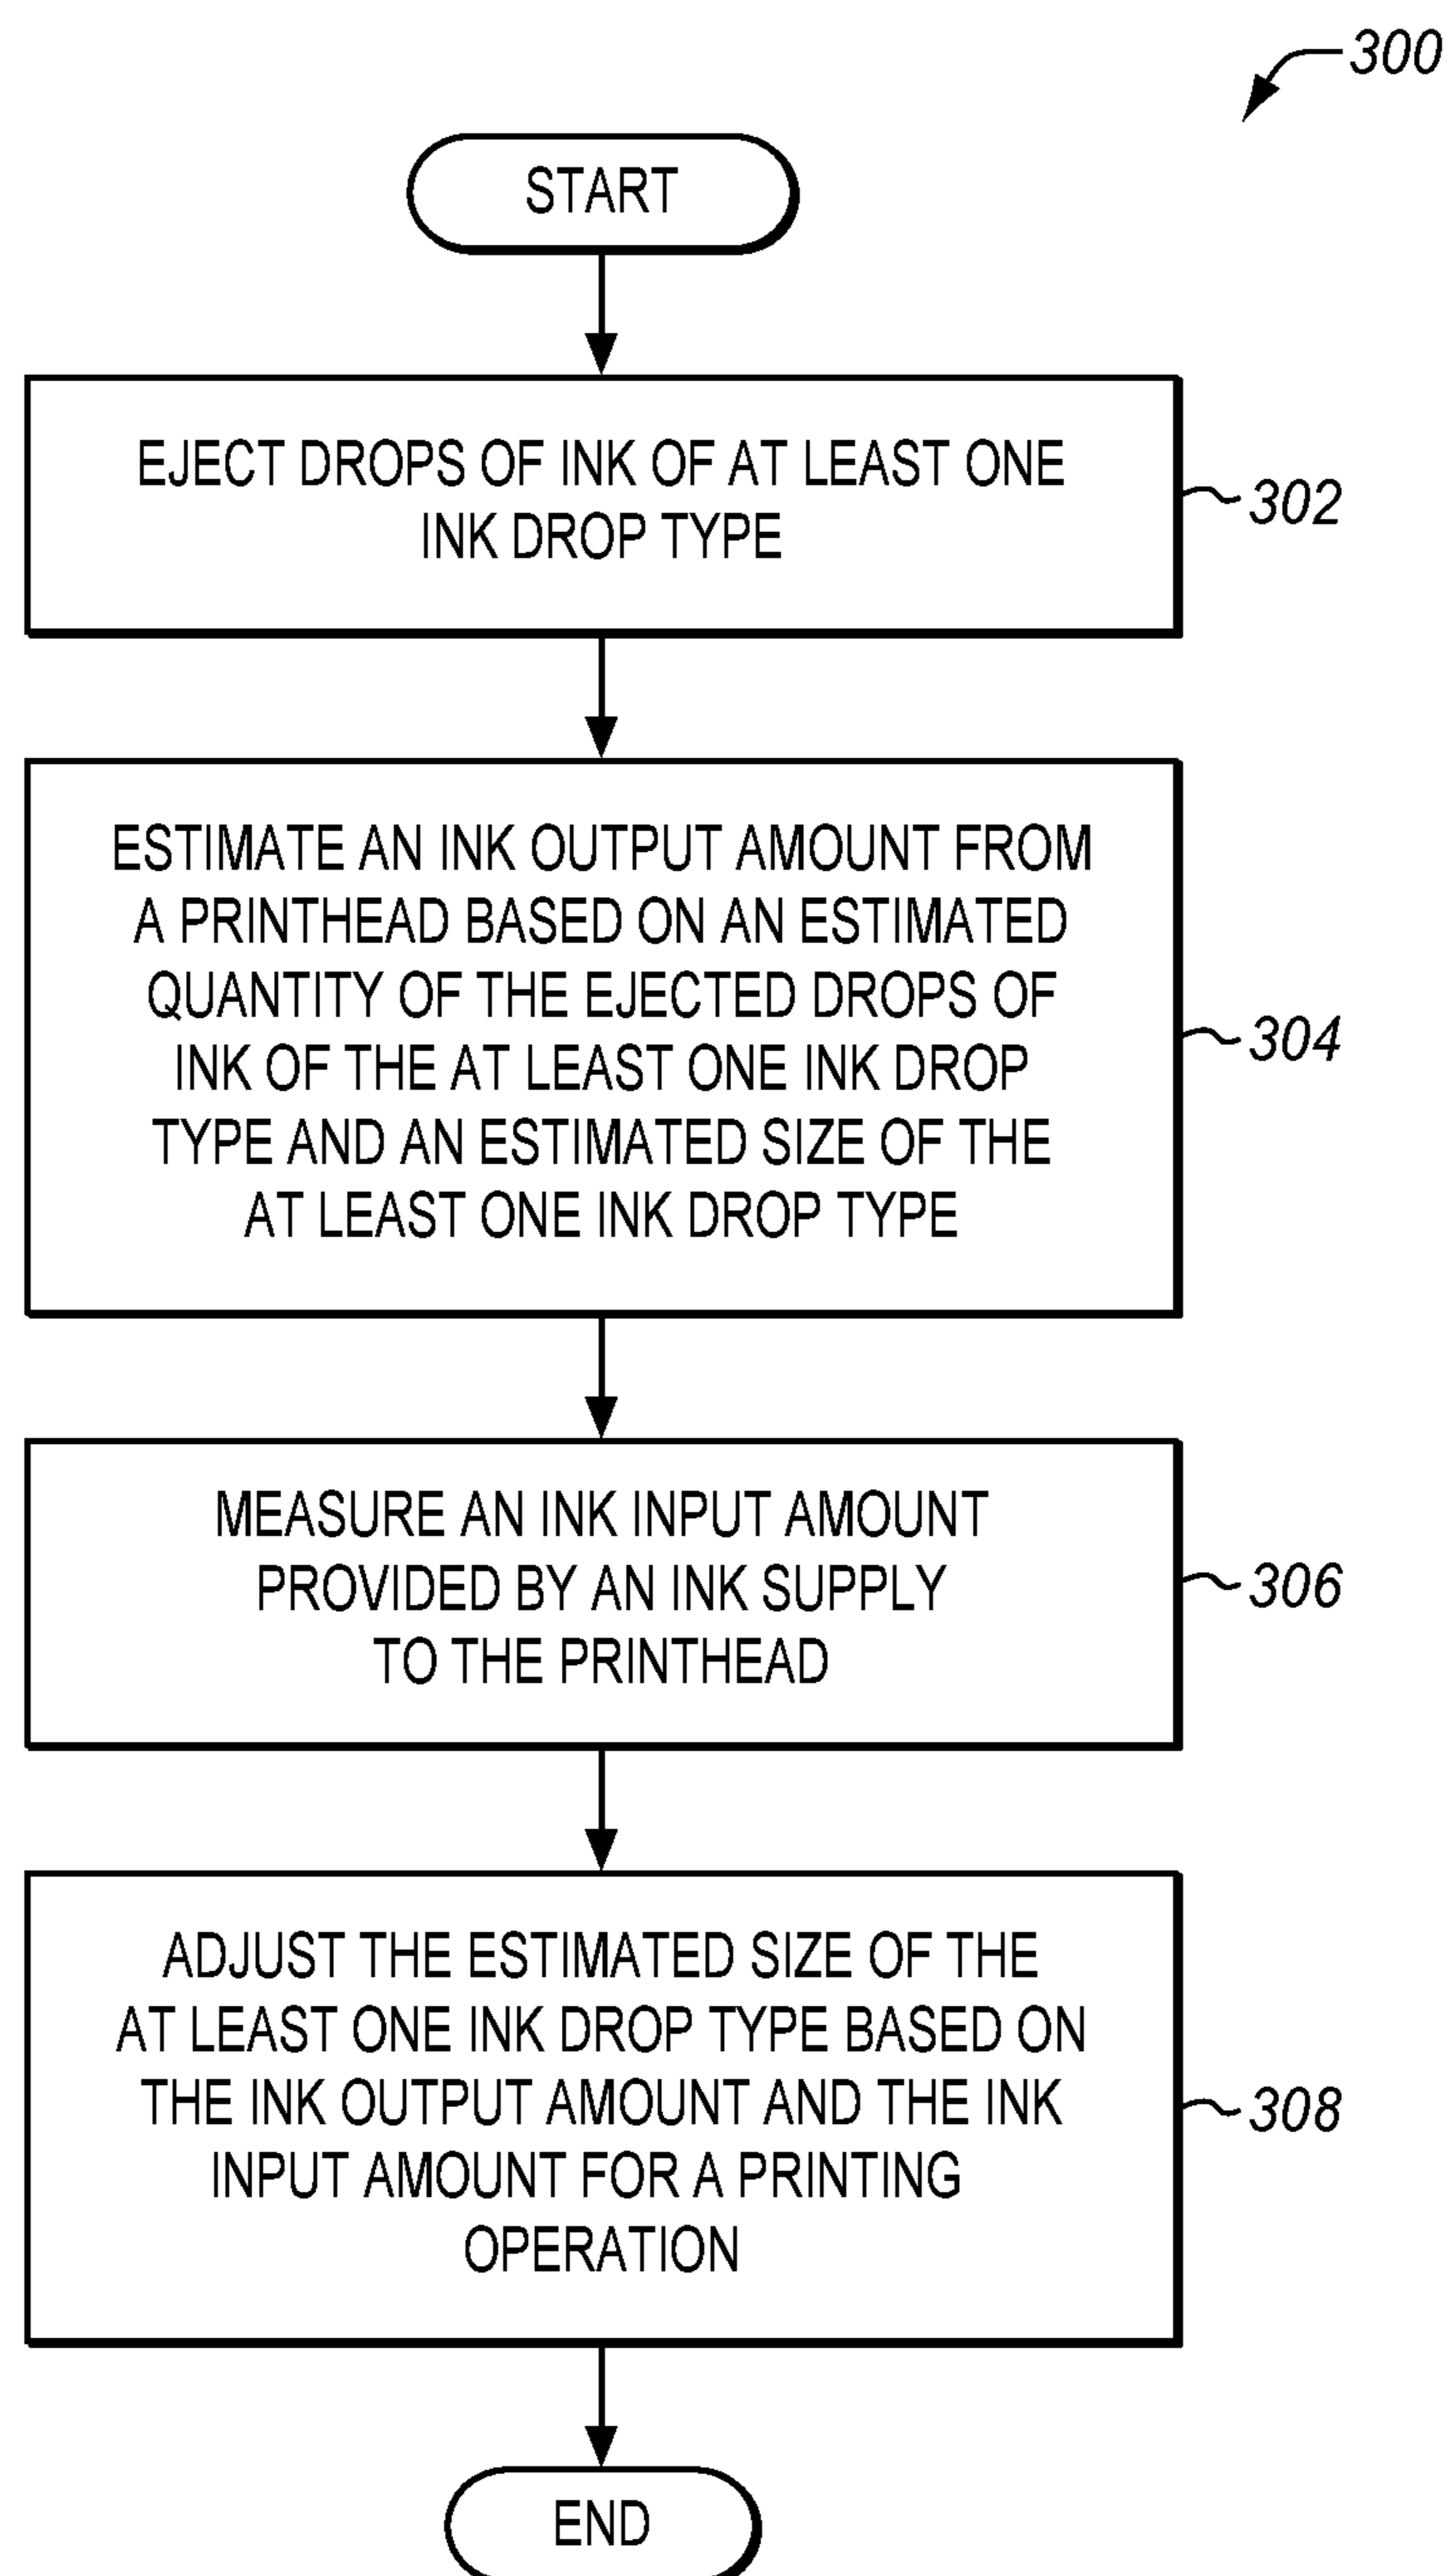 300
START
EJECT DROPS OF INK OF AT LEAST ONE
INK DROP TYPE
302
ESTIMATE AN INK OUTPUT AMOUNT FROM
A PRINTHEAD BASED ON AN ESTIMATED
QUANTITY OF THE EJECTED DROPS OF
INK OF THE AT LEAST ONE INK DROP
TYPE AND AN ESTIMATED SIZE OF THE
AT LEAST ONE INK DROP TYPE
304
MEASURE AN INK INPUT AMOUNT
PROVIDED BY AN INK SUPPLY
TO THE PRINTHEAD
306
ADJUST THE ESTIMATED SIZE OF THE
AT LEAST ONE INK DROP TYPE BASED ON
THE INK OUTPUT AMOUNT AND THE INK
INPUT AMOUNT FOR A PRINTING
OPERATION
308
END